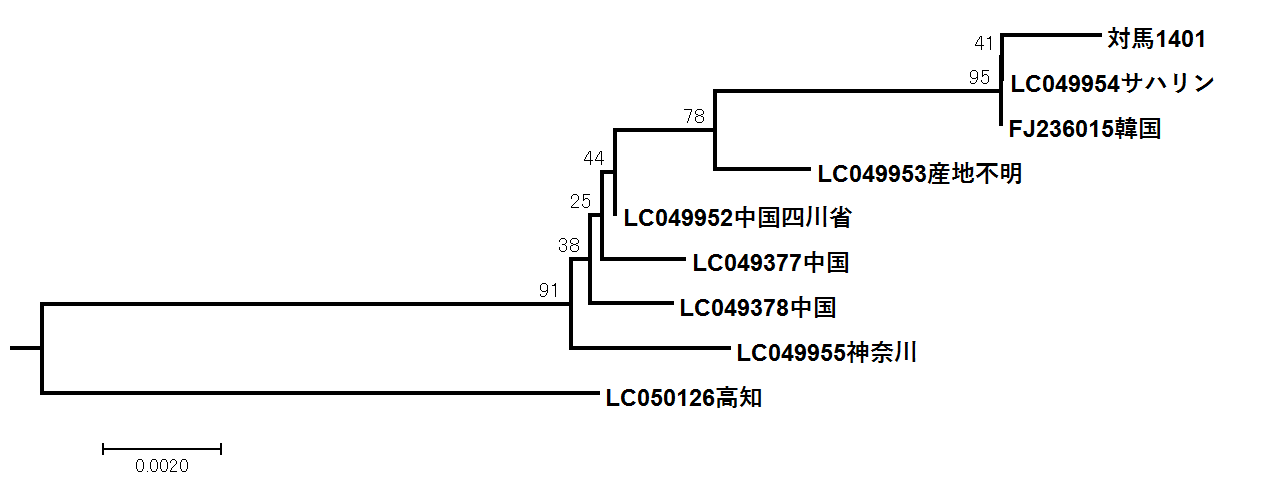 41
対馬1401
95
LC049954サハリン
FJ236015韓国
78
LC049953産地不明
44
LC049952中国四川省
25
LC049377中国
38
LC049378中国
91
LC049955神奈川
LC050126高知
0.0020